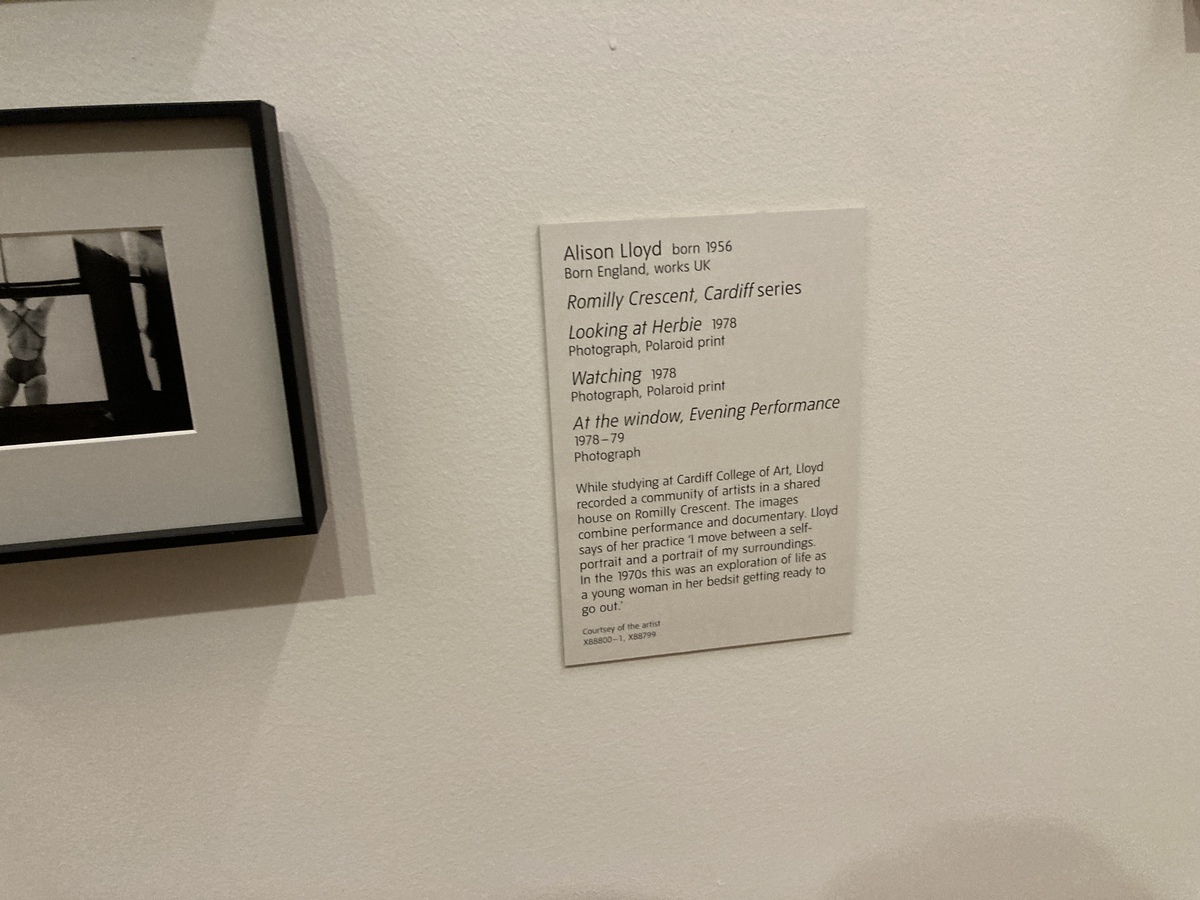 Alison Lloyd born 1956
Born England, works UK
Romilly Crescent, Cardiff series
Looking at Herbie 1978
Photograph, Polaroid print
Watching 1978
Photograph, Polaroid print
At the window, Evening Performance
1978–79
Photograph
While studying at Cardiff College of Art, Lloyd
recorded a community of artists in a shared
house on Romilly Crescent. The images
combine performance and documentary. Lloyd
says of her practice ‘I move between a self-
portrait and a portrait of my surroundings.
In the 1970s this was an exploration of life as
a young woman in her bedsit getting ready to
go out.’
Courtsey of the artist
X88800–1, X88799